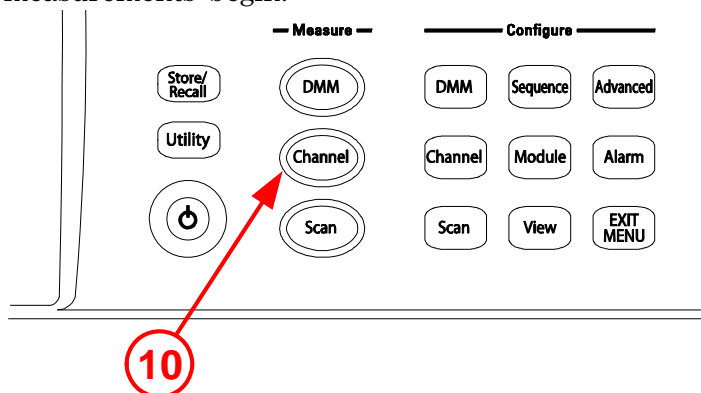 measurements begin.
Measure
Configure
Store/
Recall
DMM
DMM
Sequence
Advanced
Utility
Channel
Channel
Module
Alarm
Scan
Scan
View
EXIT
MENU
10